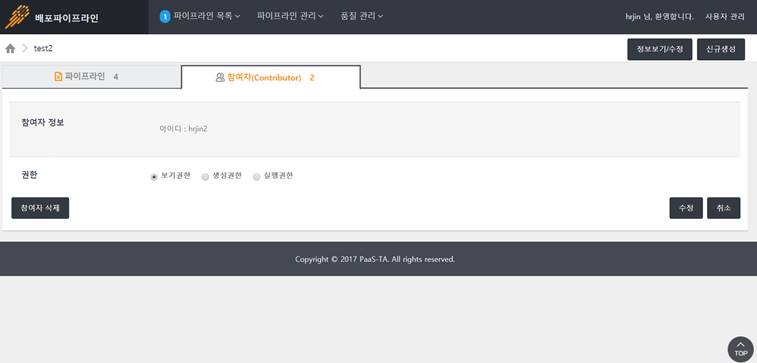 배포파이프라인
1 파이프라인 목록 파이프라인 관리 품질 관리 hrjin 님, 환영합니다. 사용자 관리
test2 정보보기/수정 신규생성
파이프라인 4 참여자(Contributor) 2
참여자 정보
아이디 : hrjin2
권한 보기권한 생성권한 실행권한
참여자 삭제 수정 취소
Copyright © 2017 PaaS-TA. All rights reserved.
TOP